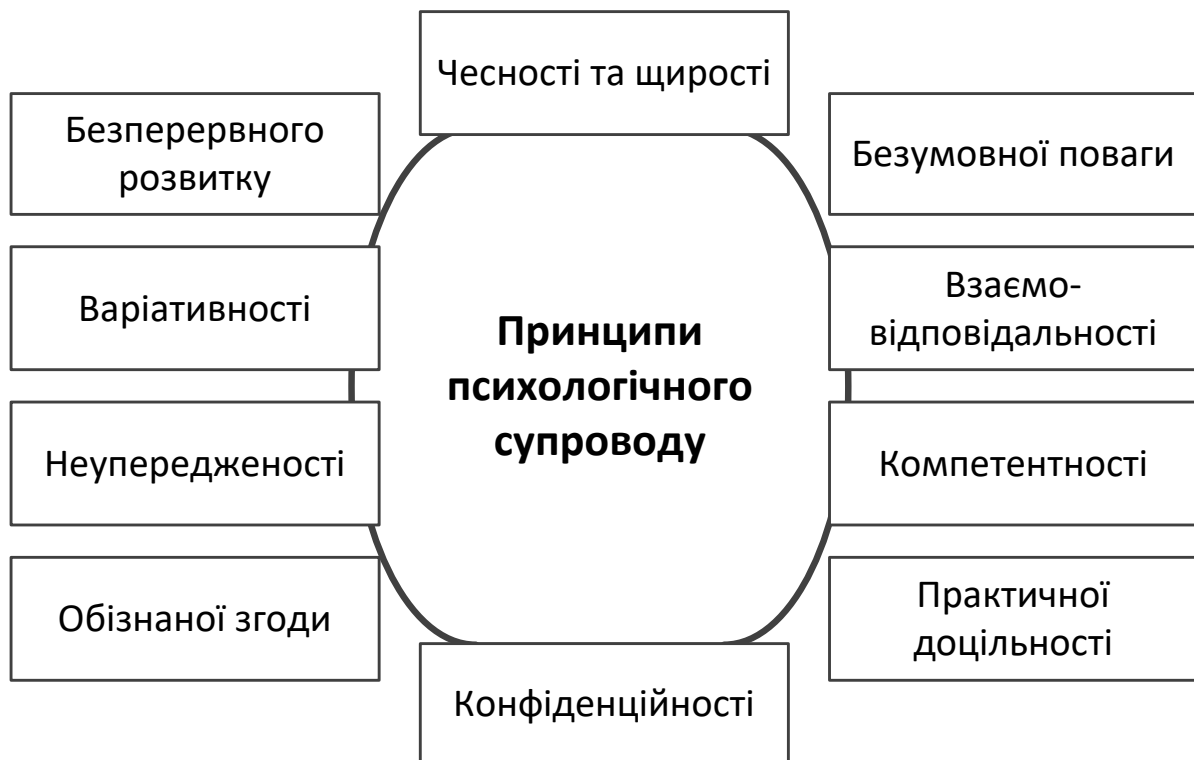 Чесності та щирості
Безперервного
розвитку
Безумовної поваги
Варіативності
Взаємо-
відповідальності
Принципи
психологічного
супроводу
Неупередженості
Компетентності
Обізнаної згоди
Практичної
доцільності
Конфіденційності